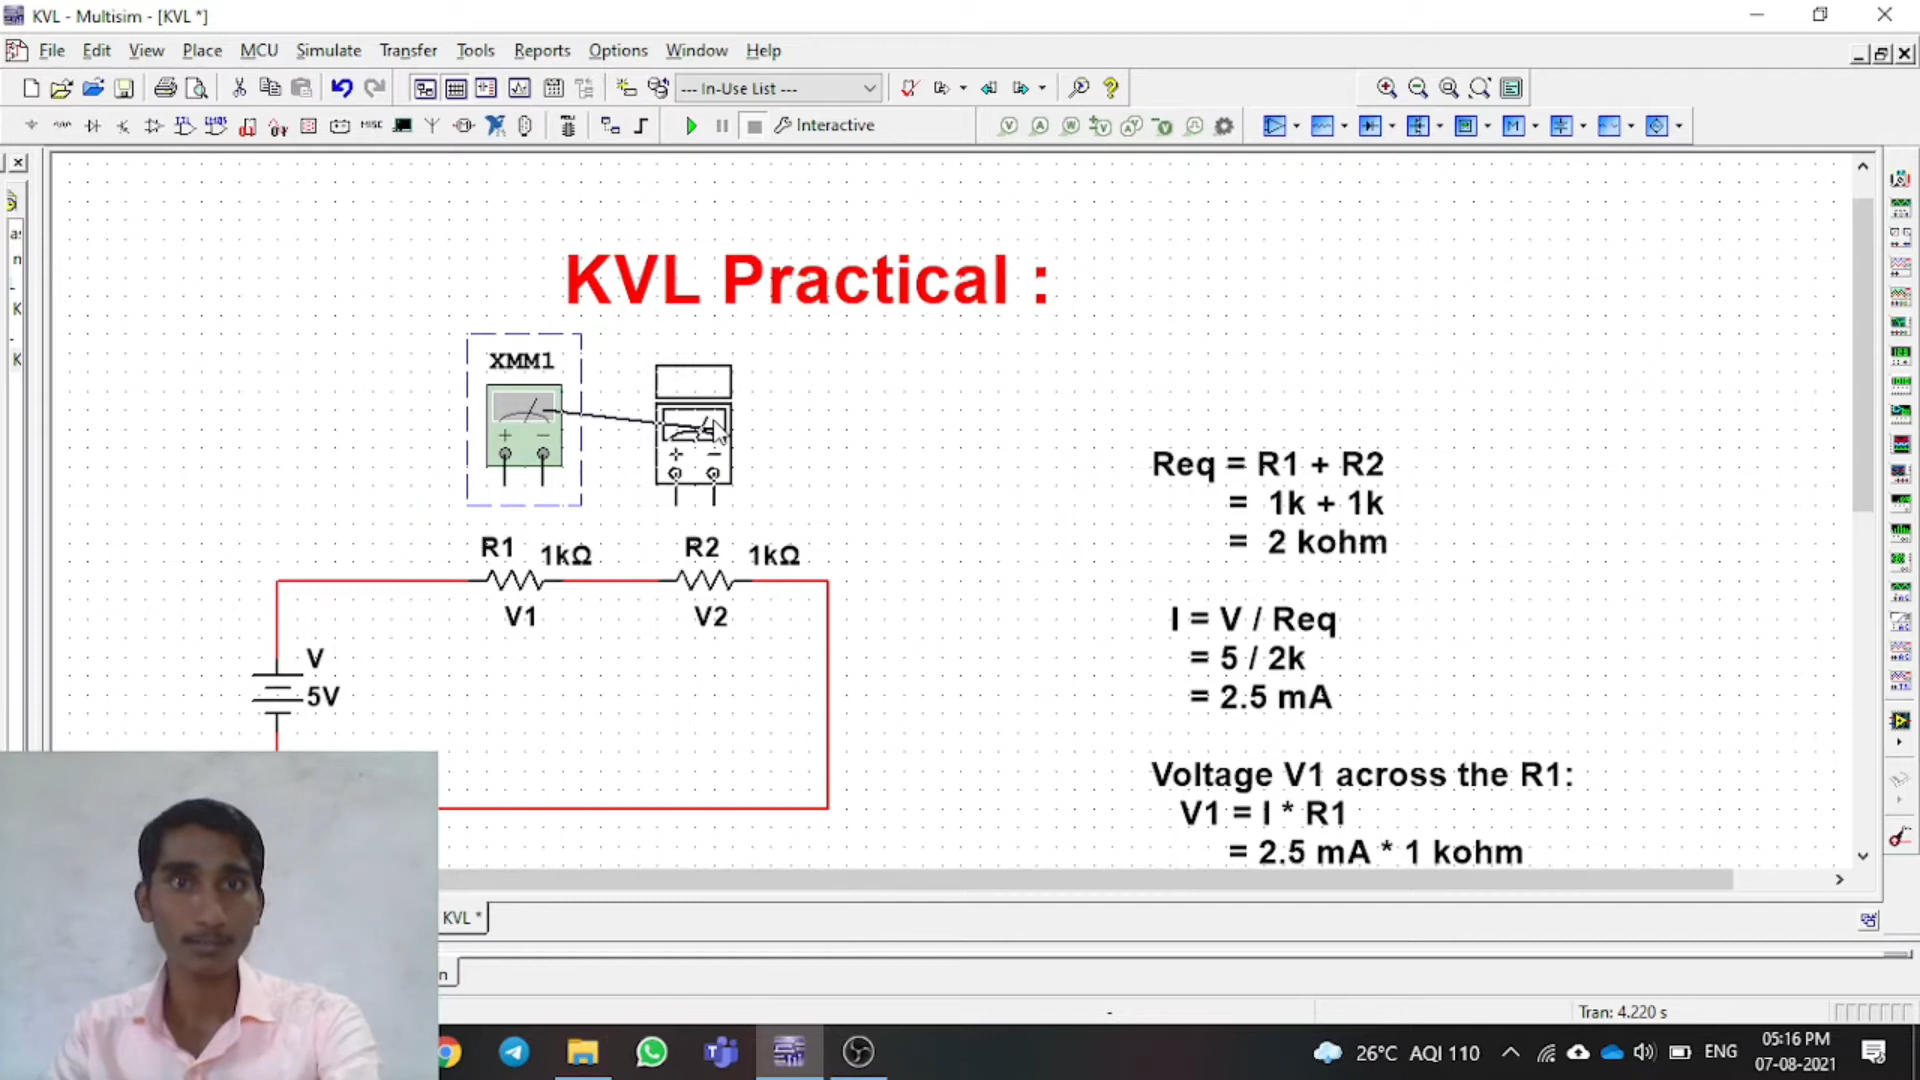 KVL - Multisim - [KVL *]
File Edit View Place MCU Simulate Transfer Tools Reports Options Window Help
--- In-Use List ---
MISC
Interactive
KVL Practical :
XMM1
+ −
+ −
R1 1kΩ
R2 1kΩ
V1
V2
V
5V
Req = R1 + R2
= 1k + 1k
= 2 kohm
I = V / Req
= 5 / 2k
= 2.5 mA
Voltage V1 across the R1:
V1 = I * R1
= 2.5 mA * 1 kohm
KVL *
n
-
Tran: 4.220 s
26°C AQI 110
ENG
05:16 PM
07-08-2021